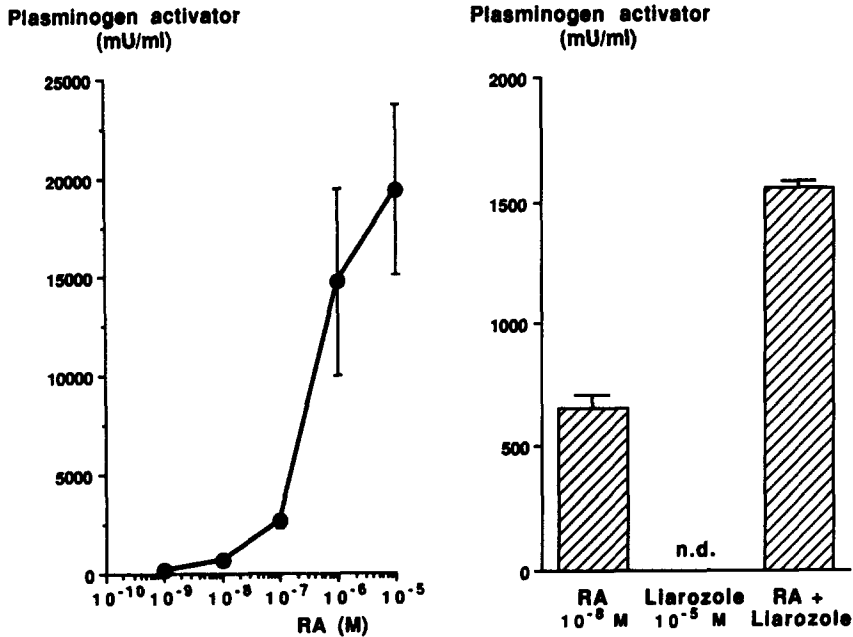 Plasminogen activator
(mU/ml)
25000
20000
15000
10000
5000
0
10⁻¹⁰ 10⁻⁹ 10⁻⁸ 10⁻⁷ 10⁻⁶ 10⁻⁵
RA (M)
Plasminogen activator
(mU/ml)
2000
1500
1000
500
0
n.d.
RA Liarozole RA +
10⁻⁸ M 10⁻⁵ M Liarozole